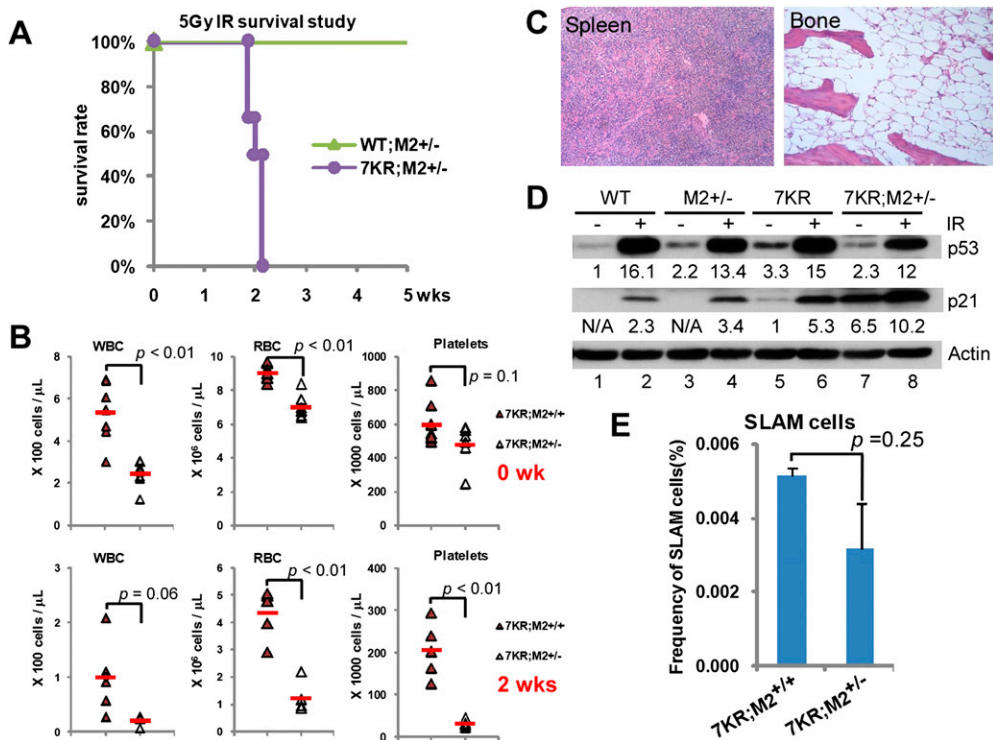 A
5Gy IR survival study
survival rate
100%
80%
60%
40%
20%
0%
0 1 2 3 4 5 wks
WT;M2+/-
7KR;M2+/-
B
WBC
p < 0.01
X 100 cells / µL
8
6
4
2
0
RBC
p < 0.01
X 10⁶ cells / µL
10
8
6
4
2
0
Platelets
p = 0.1
X 1000 cells / µL
1000
800
600
400
200
0
7KR;M2+/+
7KR;M2+/-
0 wk
WBC
p = 0.06
X 100 cells / µL
3
2
1
0
RBC
p < 0.01
X 10⁶ cells / µL
6
5
4
3
2
1
0
Platelets
p < 0.01
X 1000 cells / µL
400
300
200
100
0
7KR;M2+/+
7KR;M2+/-
2 wks
C
Spleen
Bone
D
WT M2+/- 7KR 7KR;M2+/-
- + - + - + - + IR
p53
1 16.1 2.2 13.4 3.3 15 2.3 12
p21
N/A 2.3 N/A 3.4 1 5.3 6.5 10.2
Actin
1 2 3 4 5 6 7 8
E
SLAM cells
p =0.25
Frequency of SLAM cells(%)
0.006
0.004
0.002
0.000
7KR;M2+/+
7KR;M2+/-